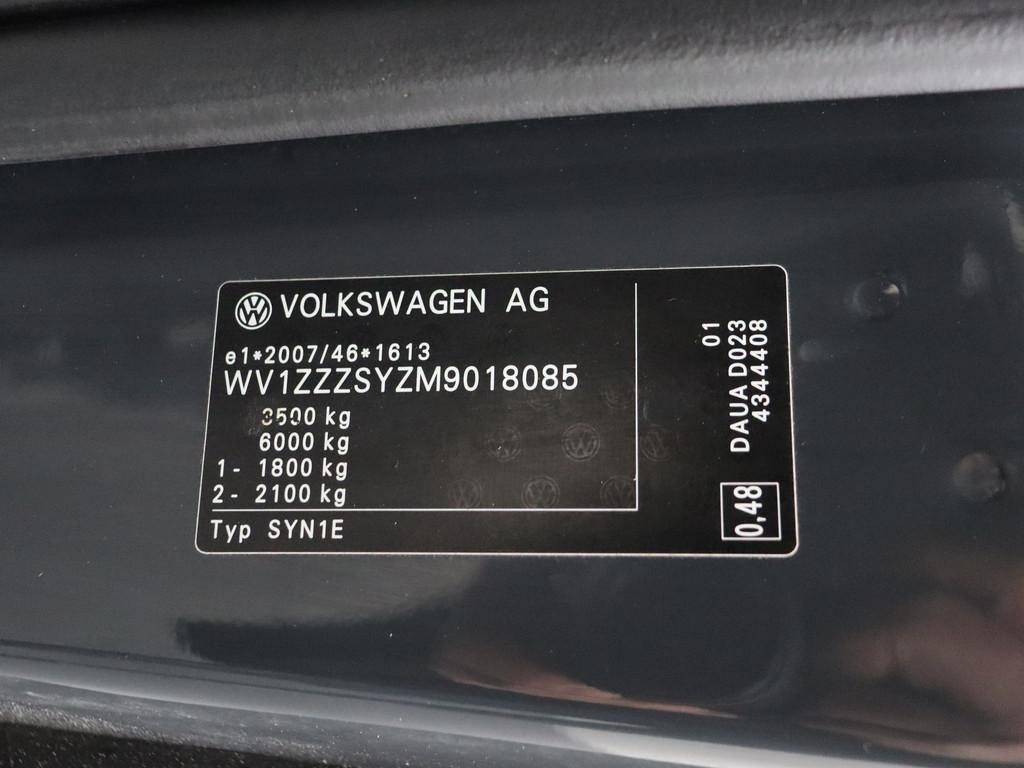 VOLKSWAGEN AG
e1*2007/46*1613
WV1ZZZSYZM9018085
3500 kg
6000 kg
1- 1800 kg
2- 2100 kg
Typ SYN1E
01
DAUA D023
4344408
0,48